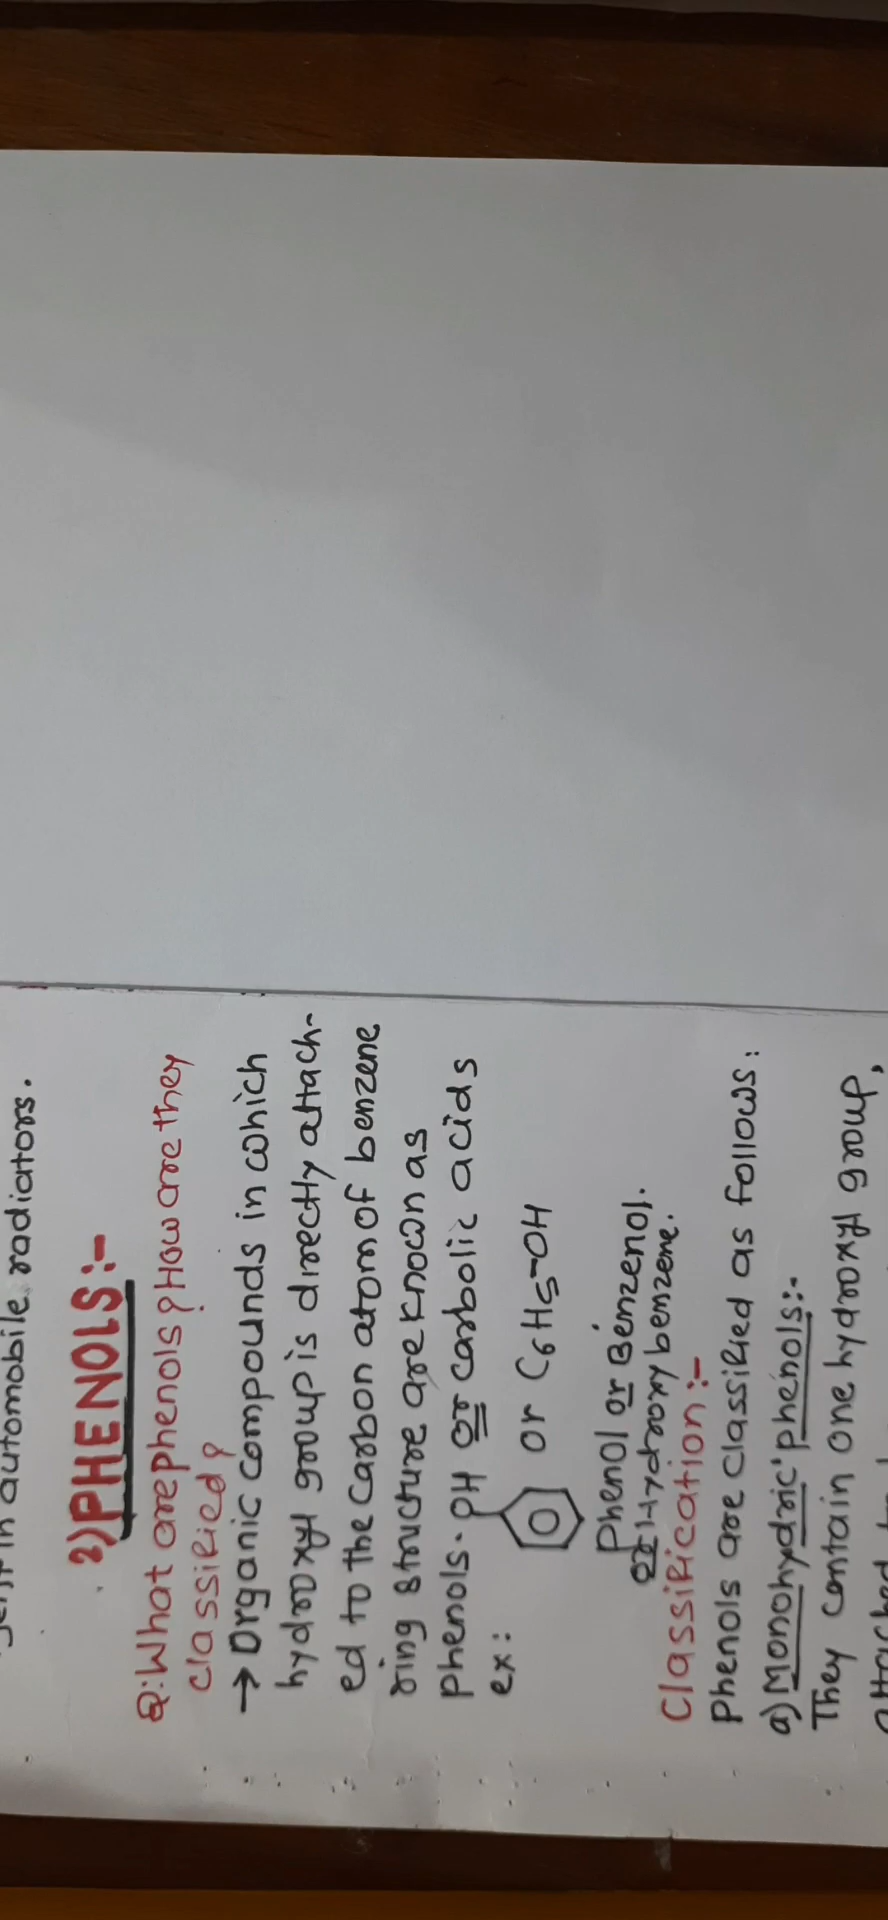 in automobile, radiators.
2) PHENOLS:-
Q: What are phenols? How are they
classified?
→ Organic compounds in which
hydroxyl group is directly attach-
ed to the carbon atom of benzene
ring structure are known as
phenols. or carbolic acids
ex:
OH
or C6H5-OH
Phenol or Benzenol.
or Hydroxy benzene.
Classification:-
Phenols are classified as follows:
a) Monohydric phenols:-
They contain one hydroxyl group,